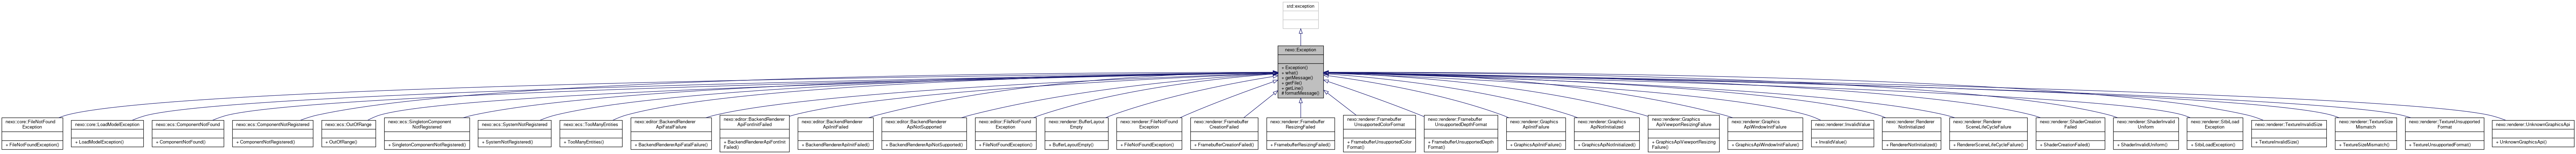 std::exception
nexo::Exception
+ Exception()
+ what()
+ getMessage()
+ getFile()
+ getLine()
# formatMessage()
nexo::core::FileNotFound
Exception
+ FileNotFoundException()
nexo::core::LoadModelException
+ LoadModelException()
nexo::ecs::ComponentNotFound
+ ComponentNotFound()
nexo::ecs::ComponentNotRegistered
+ ComponentNotRegistered()
nexo::ecs::OutOfRange
+ OutOfRange()
nexo::ecs::SingletonComponent
NotRegistered
+ SingletonComponentNotRegistered()
nexo::ecs::SystemNotRegistered
+ SystemNotRegistered()
nexo::ecs::TooManyEntities
+ TooManyEntities()
nexo::editor::BackendRenderer
ApiFatalFailure
+ BackendRendererApiFatalFailure()
nexo::editor::BackendRenderer
ApiFontInitFailed
+ BackendRendererApiFontInit
Failed()
nexo::editor::BackendRenderer
ApiInitFailed
+ BackendRendererApiInitFailed()
nexo::editor::BackendRenderer
ApiNotSupported
+ BackendRendererApiNotSupported()
nexo::editor::FileNotFound
Exception
+ FileNotFoundException()
nexo::renderer::BufferLayout
Empty
+ BufferLayoutEmpty()
nexo::renderer::FileNotFound
Exception
+ FileNotFoundException()
nexo::renderer::Framebuffer
CreationFailed
+ FramebufferCreationFailed()
nexo::renderer::Framebuffer
ResizingFailed
+ FramebufferResizingFailed()
nexo::renderer::Framebuffer
UnsupportedColorFormat
+ FramebufferUnsupportedColor
Format()
nexo::renderer::Framebuffer
UnsupportedDepthFormat
+ FramebufferUnsupportedDepth
Format()
nexo::renderer::Graphics
ApiInitFailure
+ GraphicsApiInitFailure()
nexo::renderer::Graphics
ApiNotInitialized
+ GraphicsApiNotInitialized()
nexo::renderer::Graphics
ApiViewportResizingFailure
+ GraphicsApiViewportResizing
Failure()
nexo::renderer::Graphics
ApiWindowInitFailure
+ GraphicsApiWindowInitFailure()
nexo::renderer::InvalidValue
+ InvalidValue()
nexo::renderer::Renderer
NotInitialized
+ RendererNotInitialized()
nexo::renderer::Renderer
SceneLifeCycleFailure
+ RendererSceneLifeCycleFailure()
nexo::renderer::ShaderCreation
Failed
+ ShaderCreationFailed()
nexo::renderer::ShaderInvalid
Uniform
+ ShaderInvalidUniform()
nexo::renderer::StbiLoad
Exception
+ StbiLoadException()
nexo::renderer::TextureInvalidSize
+ TextureInvalidSize()
nexo::renderer::TextureSize
Mismatch
+ TextureSizeMismatch()
nexo::renderer::TextureUnsupported
Format
+ TextureUnsupportedFormat()
nexo::renderer::UnknownGraphicsApi
+ UnknownGraphicsApi()